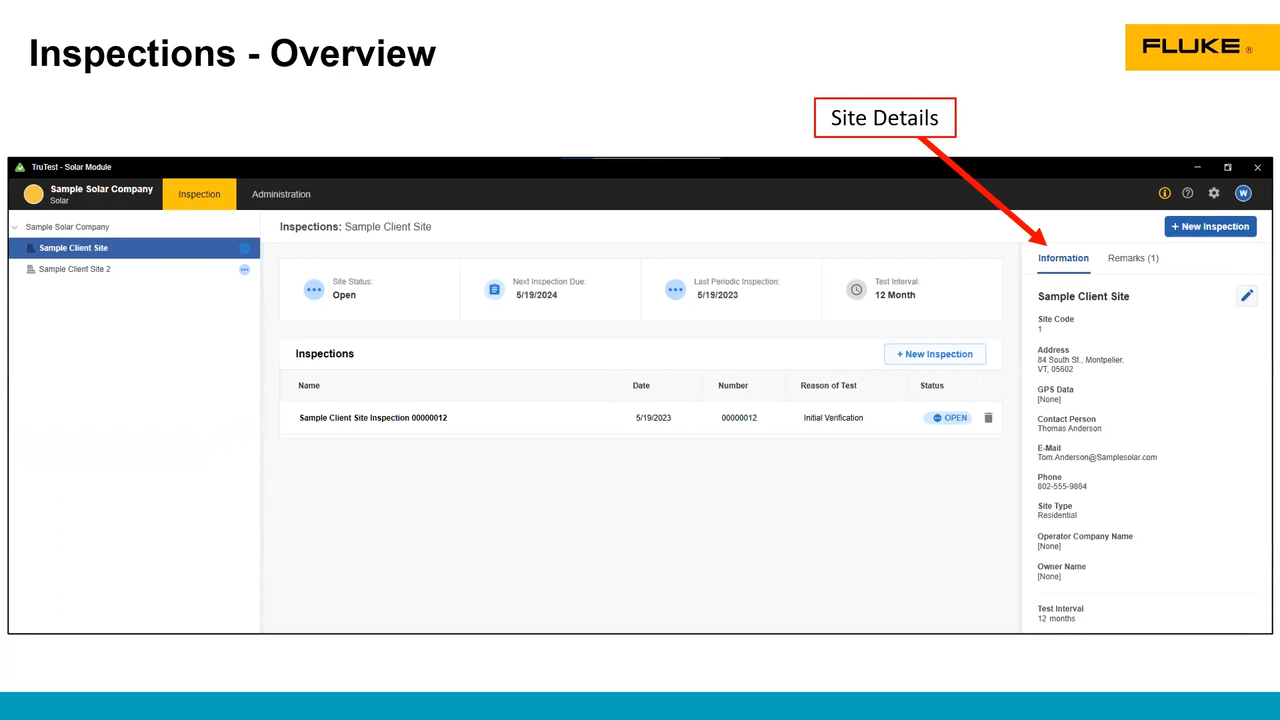 Inspections - Overview
FLUKE ®
Site Details
TruTest - Solar Module
Sample Solar Company
Solar
Inspection
Administration
W
Sample Solar Company
Sample Client Site
Sample Client Site 2
Inspections: Sample Client Site
+ New Inspection
Site Status:
Open
Next Inspection Due:
5/19/2024
Last Periodic Inspection:
5/19/2023
Test Interval:
12 Month
Inspections
+ New Inspection
Name Date Number Reason of Test Status
Sample Client Site Inspection 00000012 5/19/2023 00000012 Initial Verification OPEN
Information Remarks (1)
Sample Client Site
Site Code
1
Address
84 South St., Montpelier,
VT, 05602
GPS Data
[None]
Contact Person
Thomas Anderson
E-Mail
Tom.Anderson@Samplesolar.com
Phone
802-555-9864
Site Type
Residential
Operator Company Name
[None]
Owner Name
[None]
Test Interval
12 months